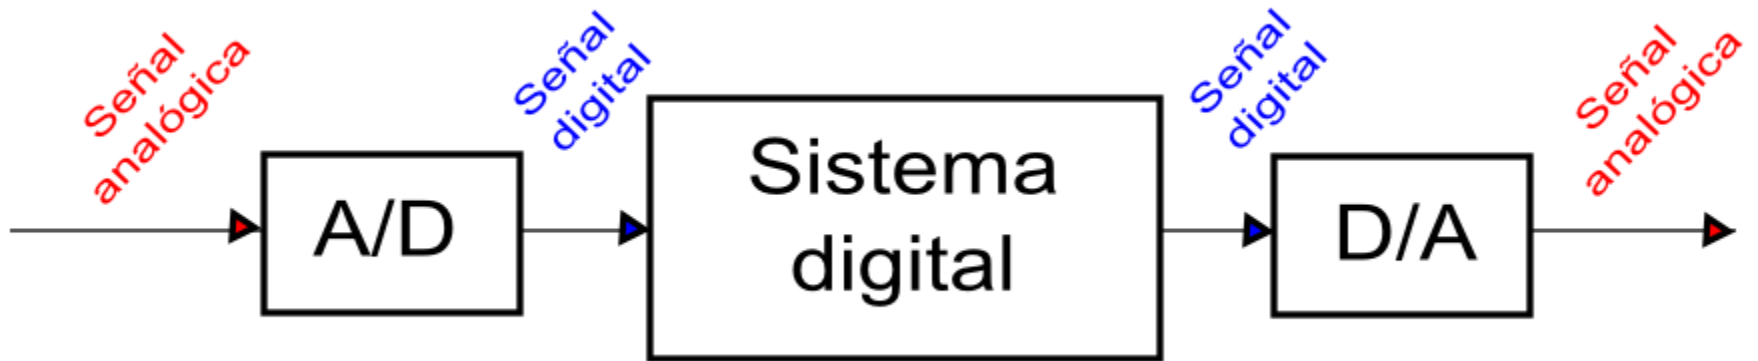 Señal
analógica
A/D
Señal
digital
Sistema
digital
Señal
digital
D/A
Señal
analógica